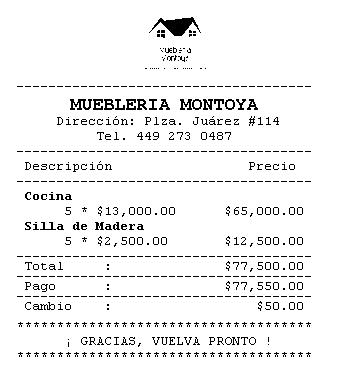 Muebleria
Montoya
MUEBLERIA MONTOYA
Dirección: Plza. Juárez #114
Tel. 449 273 0487
Descripción Precio
Cocina
5 * $13,000.00 $65,000.00
Silla de Madera
5 * $2,500.00 $12,500.00
Total : $77,500.00
Pago : $77,550.00
Cambio : $50.00
************************************
¡ GRACIAS, VUELVA PRONTO !
************************************